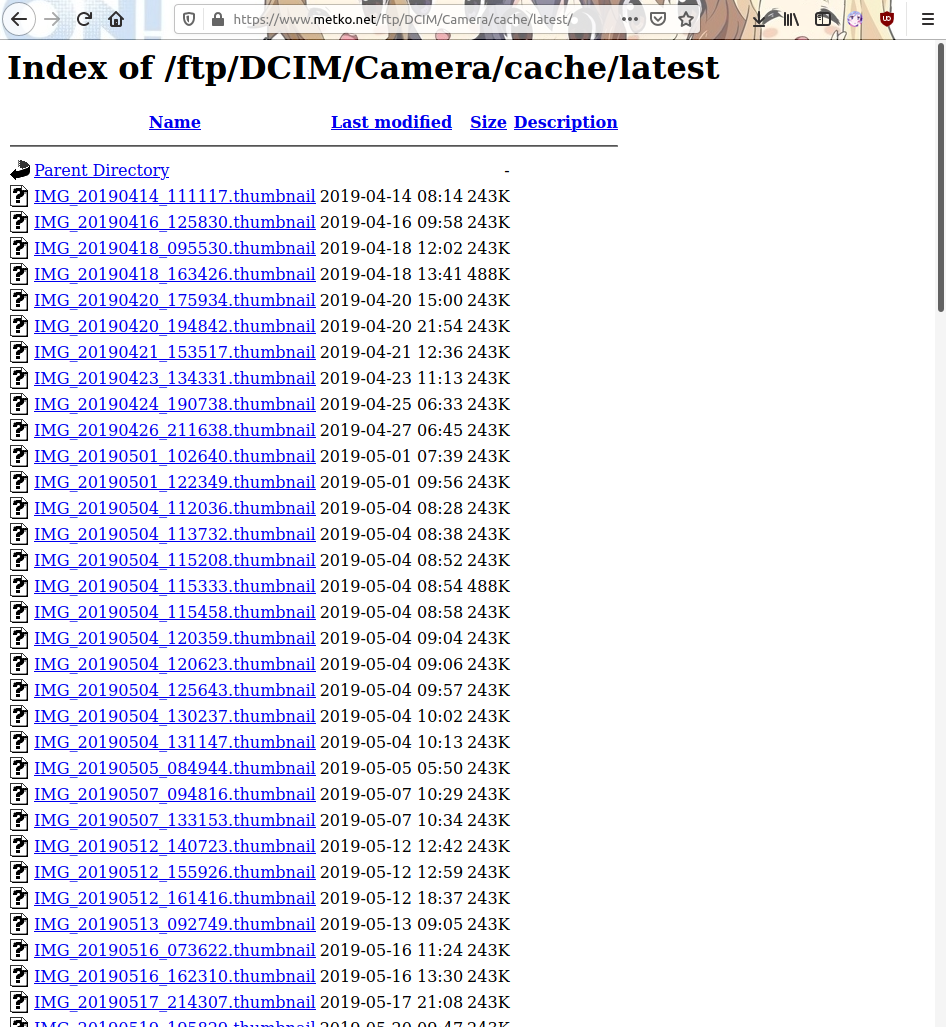 https://www.metko.net/ftp/DCIM/Camera/cache/latest/
Index of /ftp/DCIM/Camera/cache/latest
Name Last modified Size Description
Parent Directory -
IMG_20190414_111117.thumbnail 2019-04-14 08:14 243K
IMG_20190416_125830.thumbnail 2019-04-16 09:58 243K
IMG_20190418_095530.thumbnail 2019-04-18 12:02 243K
IMG_20190418_163426.thumbnail 2019-04-18 13:41 488K
IMG_20190420_175934.thumbnail 2019-04-20 15:00 243K
IMG_20190420_194842.thumbnail 2019-04-20 21:54 243K
IMG_20190421_153517.thumbnail 2019-04-21 12:36 243K
IMG_20190423_134331.thumbnail 2019-04-23 11:13 243K
IMG_20190424_190738.thumbnail 2019-04-25 06:33 243K
IMG_20190426_211638.thumbnail 2019-04-27 06:45 243K
IMG_20190501_102640.thumbnail 2019-05-01 07:39 243K
IMG_20190501_122349.thumbnail 2019-05-01 09:56 243K
IMG_20190504_112036.thumbnail 2019-05-04 08:28 243K
IMG_20190504_113732.thumbnail 2019-05-04 08:38 243K
IMG_20190504_115208.thumbnail 2019-05-04 08:52 243K
IMG_20190504_115333.thumbnail 2019-05-04 08:54 488K
IMG_20190504_115458.thumbnail 2019-05-04 08:58 243K
IMG_20190504_120359.thumbnail 2019-05-04 09:04 243K
IMG_20190504_120623.thumbnail 2019-05-04 09:06 243K
IMG_20190504_125643.thumbnail 2019-05-04 09:57 243K
IMG_20190504_130237.thumbnail 2019-05-04 10:02 243K
IMG_20190504_131147.thumbnail 2019-05-04 10:13 243K
IMG_20190505_084944.thumbnail 2019-05-05 05:50 243K
IMG_20190507_094816.thumbnail 2019-05-07 10:29 243K
IMG_20190507_133153.thumbnail 2019-05-07 10:34 243K
IMG_20190512_140723.thumbnail 2019-05-12 12:42 243K
IMG_20190512_155926.thumbnail 2019-05-12 12:59 243K
IMG_20190512_161416.thumbnail 2019-05-12 18:37 243K
IMG_20190513_092749.thumbnail 2019-05-13 09:05 243K
IMG_20190516_073622.thumbnail 2019-05-16 11:24 243K
IMG_20190516_162310.thumbnail 2019-05-16 13:30 243K
IMG_20190517_214307.thumbnail 2019-05-17 21:08 243K